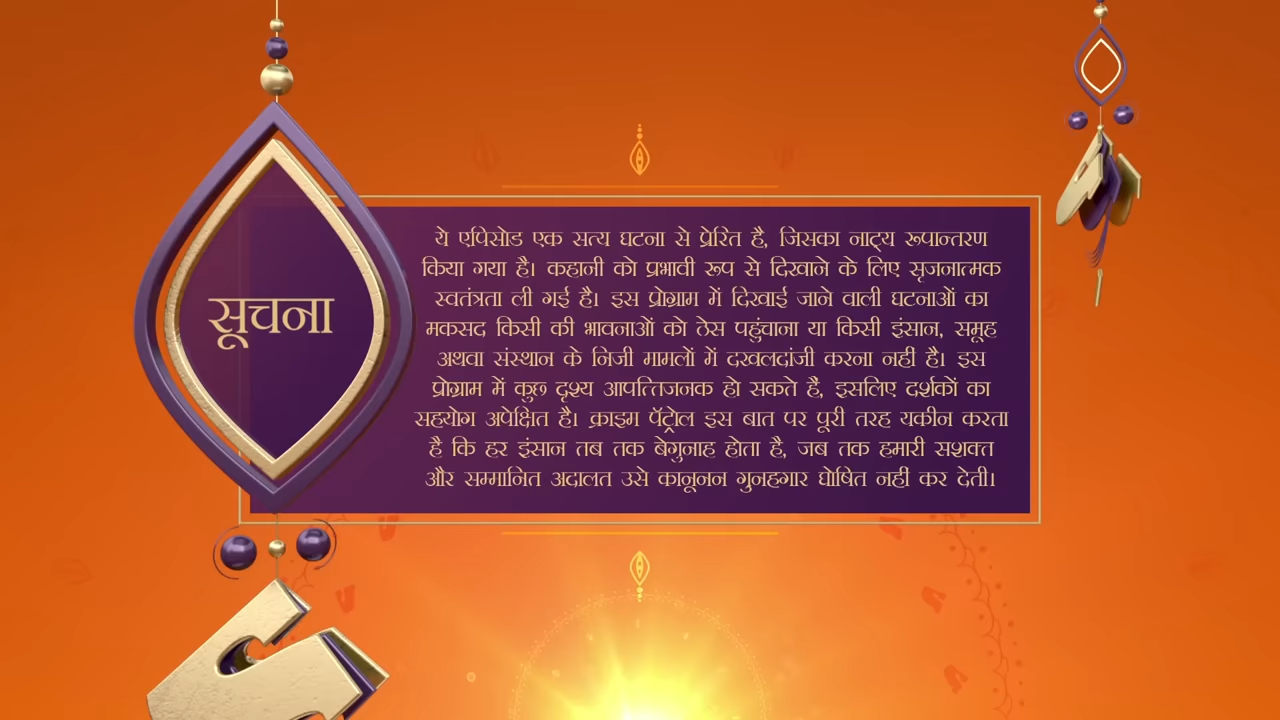 सूचना
ये एपिसोड एक सत्य घटना से प्रेरित है, जिसका नाट्य रूपान्तरण
किया गया है। कहानी को प्रभावी रूप से दिखाने के लिए सृजनात्मक
स्वतंत्रता ली गई है। इस प्रोग्राम में दिखाई जाने वाली घटनाओं का
मकसद किसी की भावनाओं को ठेस पहुंचाना या किसी इंसान, समूह
अथवा संस्थान के निजी मामलों में दखलदांजी करना नहीं है। इस
प्रोग्राम में कुछ दृश्य आपत्तिजनक हो सकते हैं, इसलिए दर्शकों का
सहयोग अपेक्षित है। क्राइम पॅट्रोल इस बात पर पूरी तरह यकीन करता
है कि हर इंसान तब तक बेगुनाह होता है, जब तक हमारी सशक्त
और सम्मानित अदालत उसे कानूनन गुनहगार घोषित नहीं कर देती।